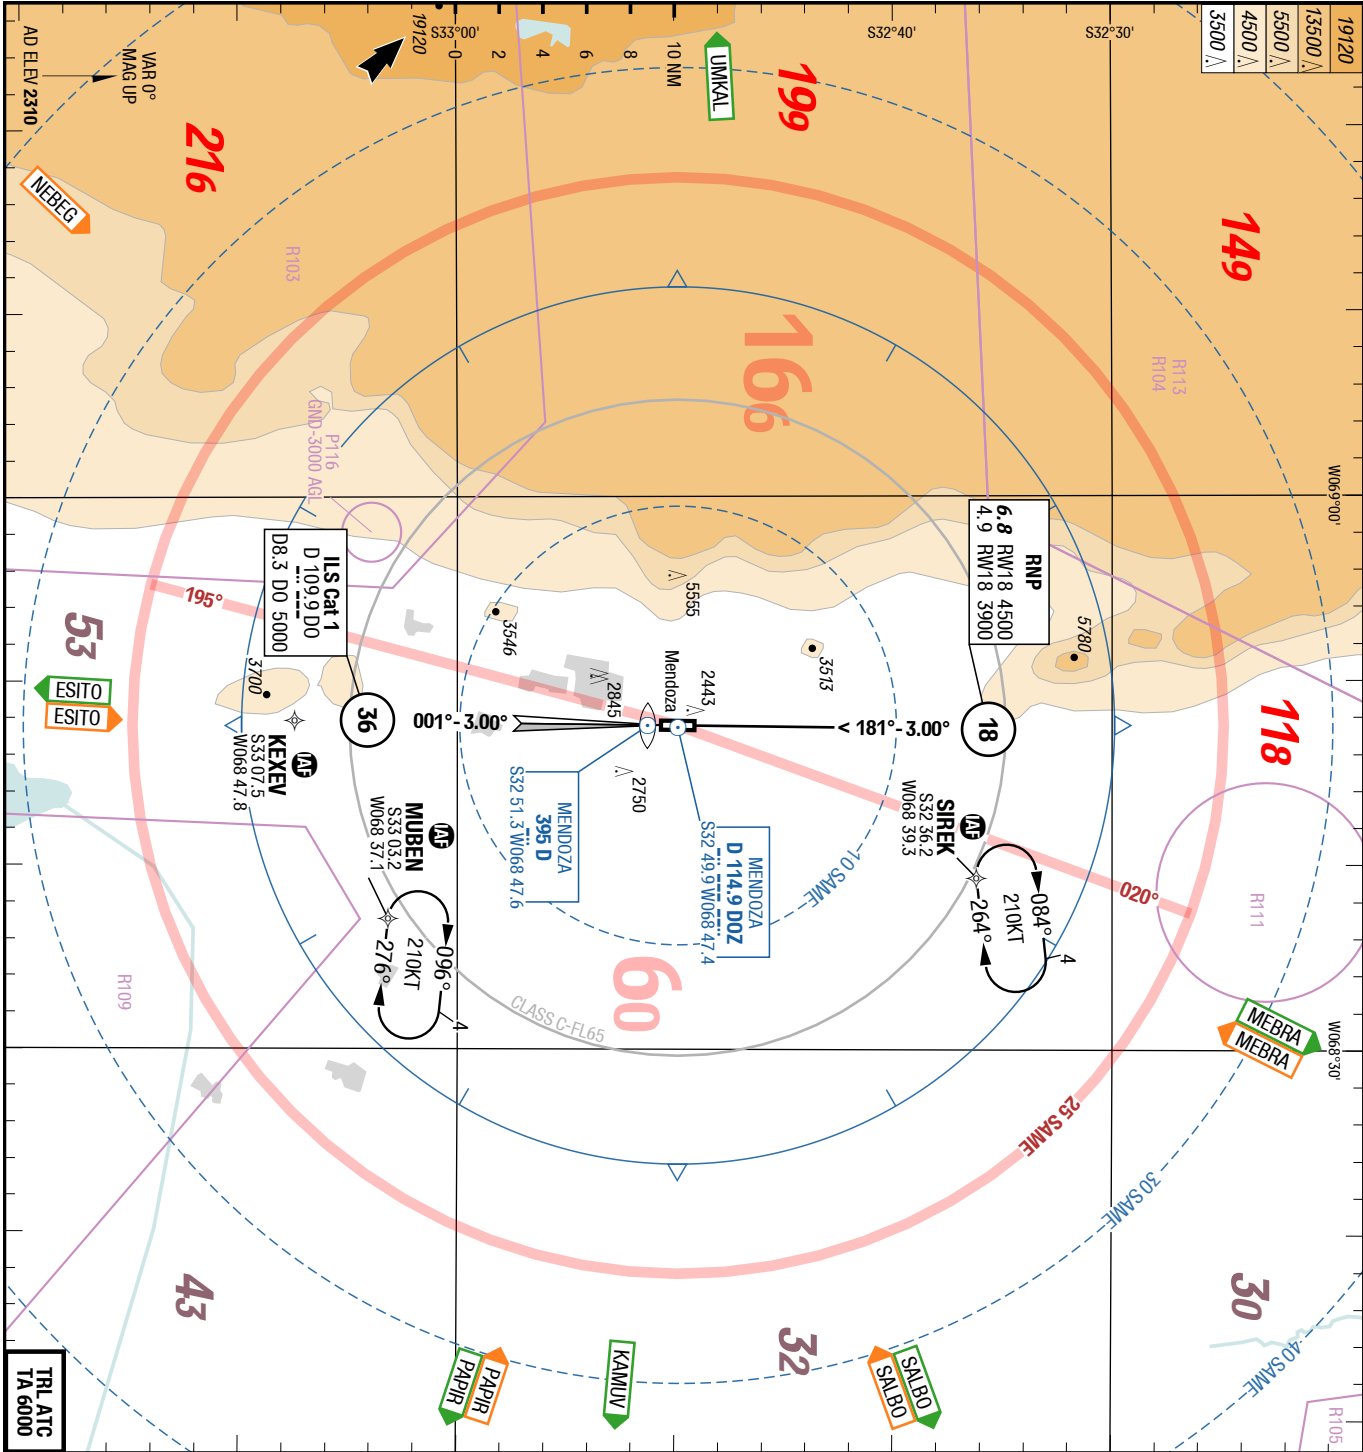 19120
13500
5500
4500
3500
S32°30'
S32°40'
S33°00'
19120
0
2
4
6
8
10 NM
VAR 0°
MAG UP
AD ELEV 2310
UMKAL
NEBEG
199
216
149
166
R103
R113
R104
W069°00'
P116
GND-3000 AGL
RNP
6.8 RW18 4500
4.9 RW18 3900
ILS Cat 1
D 109.9 DO
D8.3 DO 5000
195°
53
ESITO
ESITO
5780
5555
3546
3513
3700
2443
2845
2750
Mendoza
36
001°-3.00°
< 181°-3.00°
18
118
IAF
KEXEV
S33 07.5
W068 47.8
IAF
MUBEN
S33 03.2
W068 37.1
IAF
SIREK
S32 36.2
W068 39.3
MENDOZA
395 D
S32 51.3 W068 47.6
MENDOZA
D 114.9 DOZ
S32 49.9 W068 47.4
10 SAME
020°
R111
084°
210KT
264°
4
096°
210KT
276°
4
60
CLASS C-FL65
R109
MEBRA
MEBRA
W068°30'
25 SAME
30 SAME
40 SAME
43
32
30
PAPIR
PAPIR
KAMUV
SALBO
SALBO
R105
TRL ATC
TA 6000